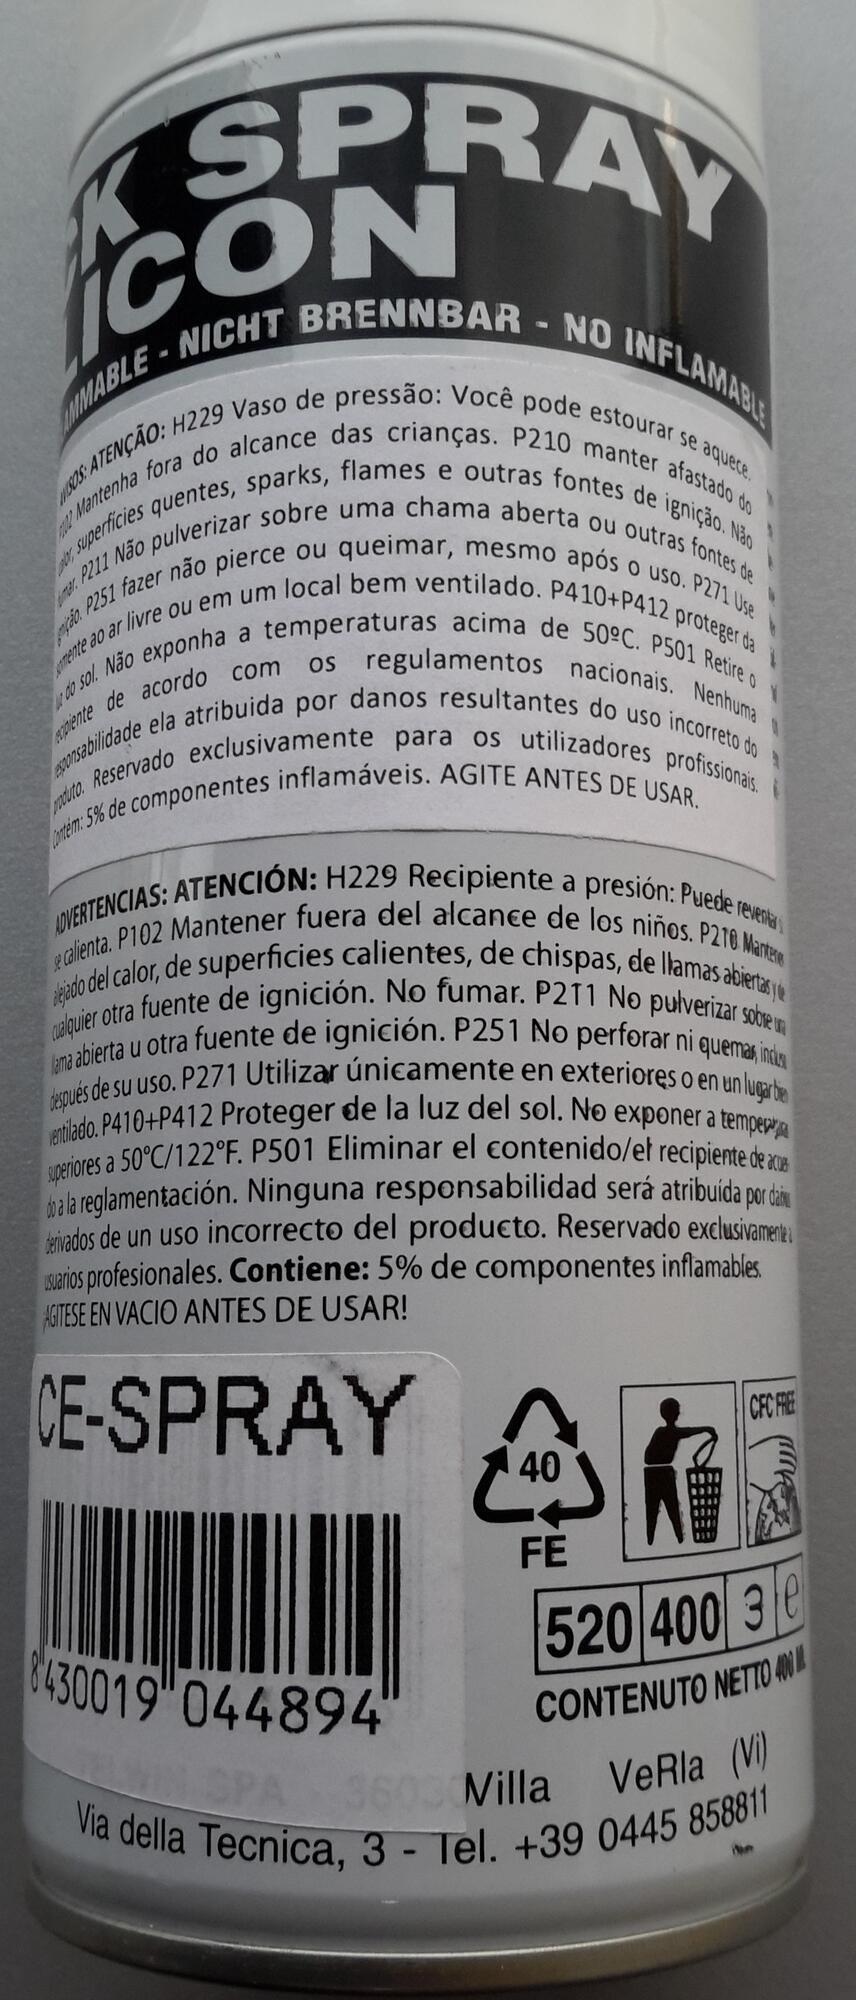 CK SPRAY
LICON
AMMABLE - NICHT BRENNBAR - NO INFLAMABLE
AVISOS: ATENÇÃO: H229 Vaso de pressão: Você pode estourar se aquece.
P102 Mantenha fora do alcance das crianças. P210 manter afastado do
calor, superfícies quentes, sparks, flames e outras fontes de ignição. Não
fumar. P211 Não pulverizar sobre uma chama aberta ou outras fontes de
ignição. P251 fazer não pierce ou queimar, mesmo após o uso. P271 Use
somente ao ar livre ou em um local bem ventilado. P410+P412 proteger da
luz do sol. Não exponha a temperaturas acima de 50ºC. P501 Retire o
recipiente de acordo com os regulamentos nacionais. Nenhuma
responsabilidade ela atribuida por danos resultantes do uso incorreto do
produto. Reservado exclusivamente para os utilizadores profissionais.
Contém: 5% de componentes inflamáveis. AGITE ANTES DE USAR.
ADVERTENCIAS: ATENCIÓN: H229 Recipiente a presión: Puede reventar si
se calienta. P102 Mantener fuera del alcance de los niños. P210 Mantener
alejado del calor, de superficies calientes, de chispas, de llamas abiertas y de
cualquier otra fuente de ignición. No fumar. P211 No pulverizar sobre una
llama abierta u otra fuente de ignición. P251 No perforar ni quemar, incluso
después de su uso. P271 Utilizar únicamente en exteriores o en un lugar bien
ventilado. P410+P412 Proteger de la luz del sol. No exponer a temperatura
superiores a 50°C/122°F. P501 Eliminar el contenido/el recipiente de acuer-
do a la reglamentación. Ninguna responsabilidad será atribuída por daños
derivados de un uso incorrecto del producto. Reservado exclusivamente a
usuarios profesionales. Contiene: 5% de componentes inflamables.
¡AGITESE EN VACIO ANTES DE USAR!
CE-SPRAY
8 430019 044894
40
FE
CFC FREE
520 400 3 e
CONTENUTO NETTO 400 ML
Villa VeRla (Vi)
Via della Tecnica, 3 - Tel. +39 0445 858811